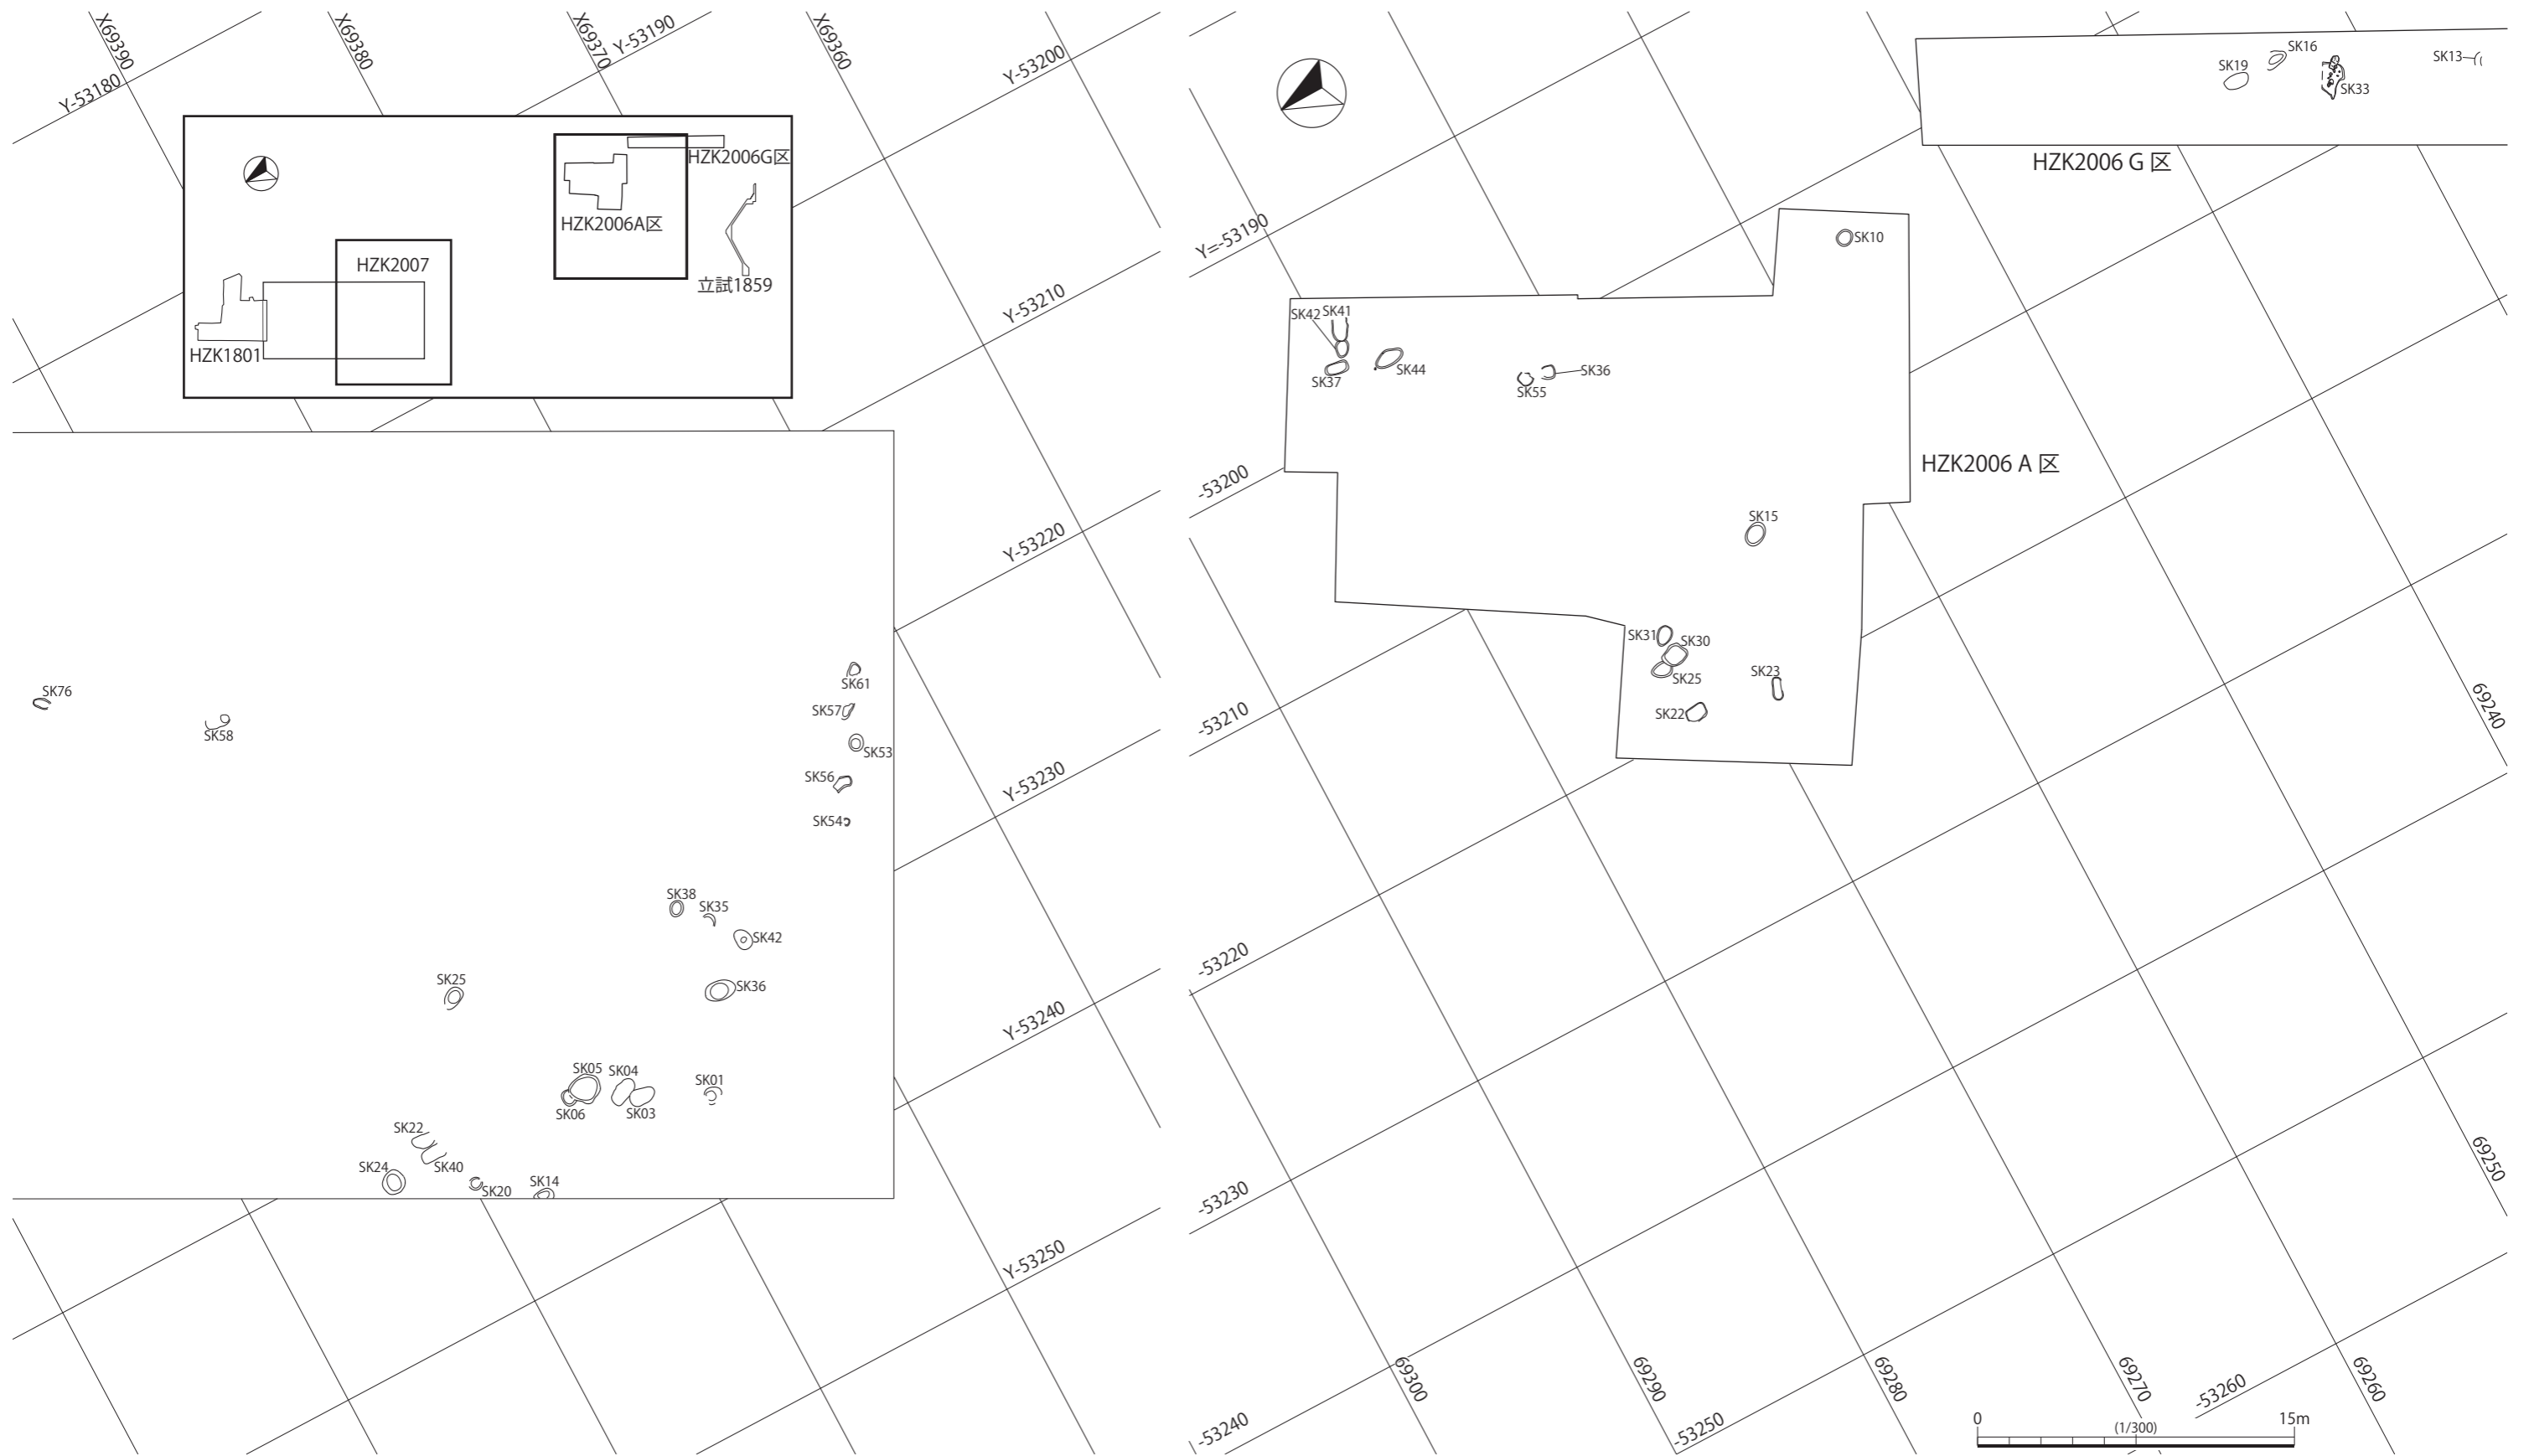 X69390
X69380
X69370
X69360
Y-53180
Y-53190
Y-53200
Y-53210
Y-53220
Y-53230
Y-53240
Y-53250
HZK2006G区
HZK2006A区
HZK2007
立試1859
HZK1801
SK76
SK58
SK61
SK57
SK53
SK56
SK54
SK38
SK35
SK42
SK36
SK25
SK05
SK04
SK01
SK06
SK03
SK22
SK24
SK40
SK20
SK14
SK16
SK13
SK19
SK33
HZK2006 G 区
Y=-53190
SK10
SK42
SK41
SK37
SK44
SK36
SK55
HZK2006 A 区
-53200
SK15
SK31
SK30
SK25
SK23
SK22
-53210
-53220
-53230
-53240
-53250
-53260
69240
69250
69300
69290
69280
69270
69260
0
(1/300)
15m